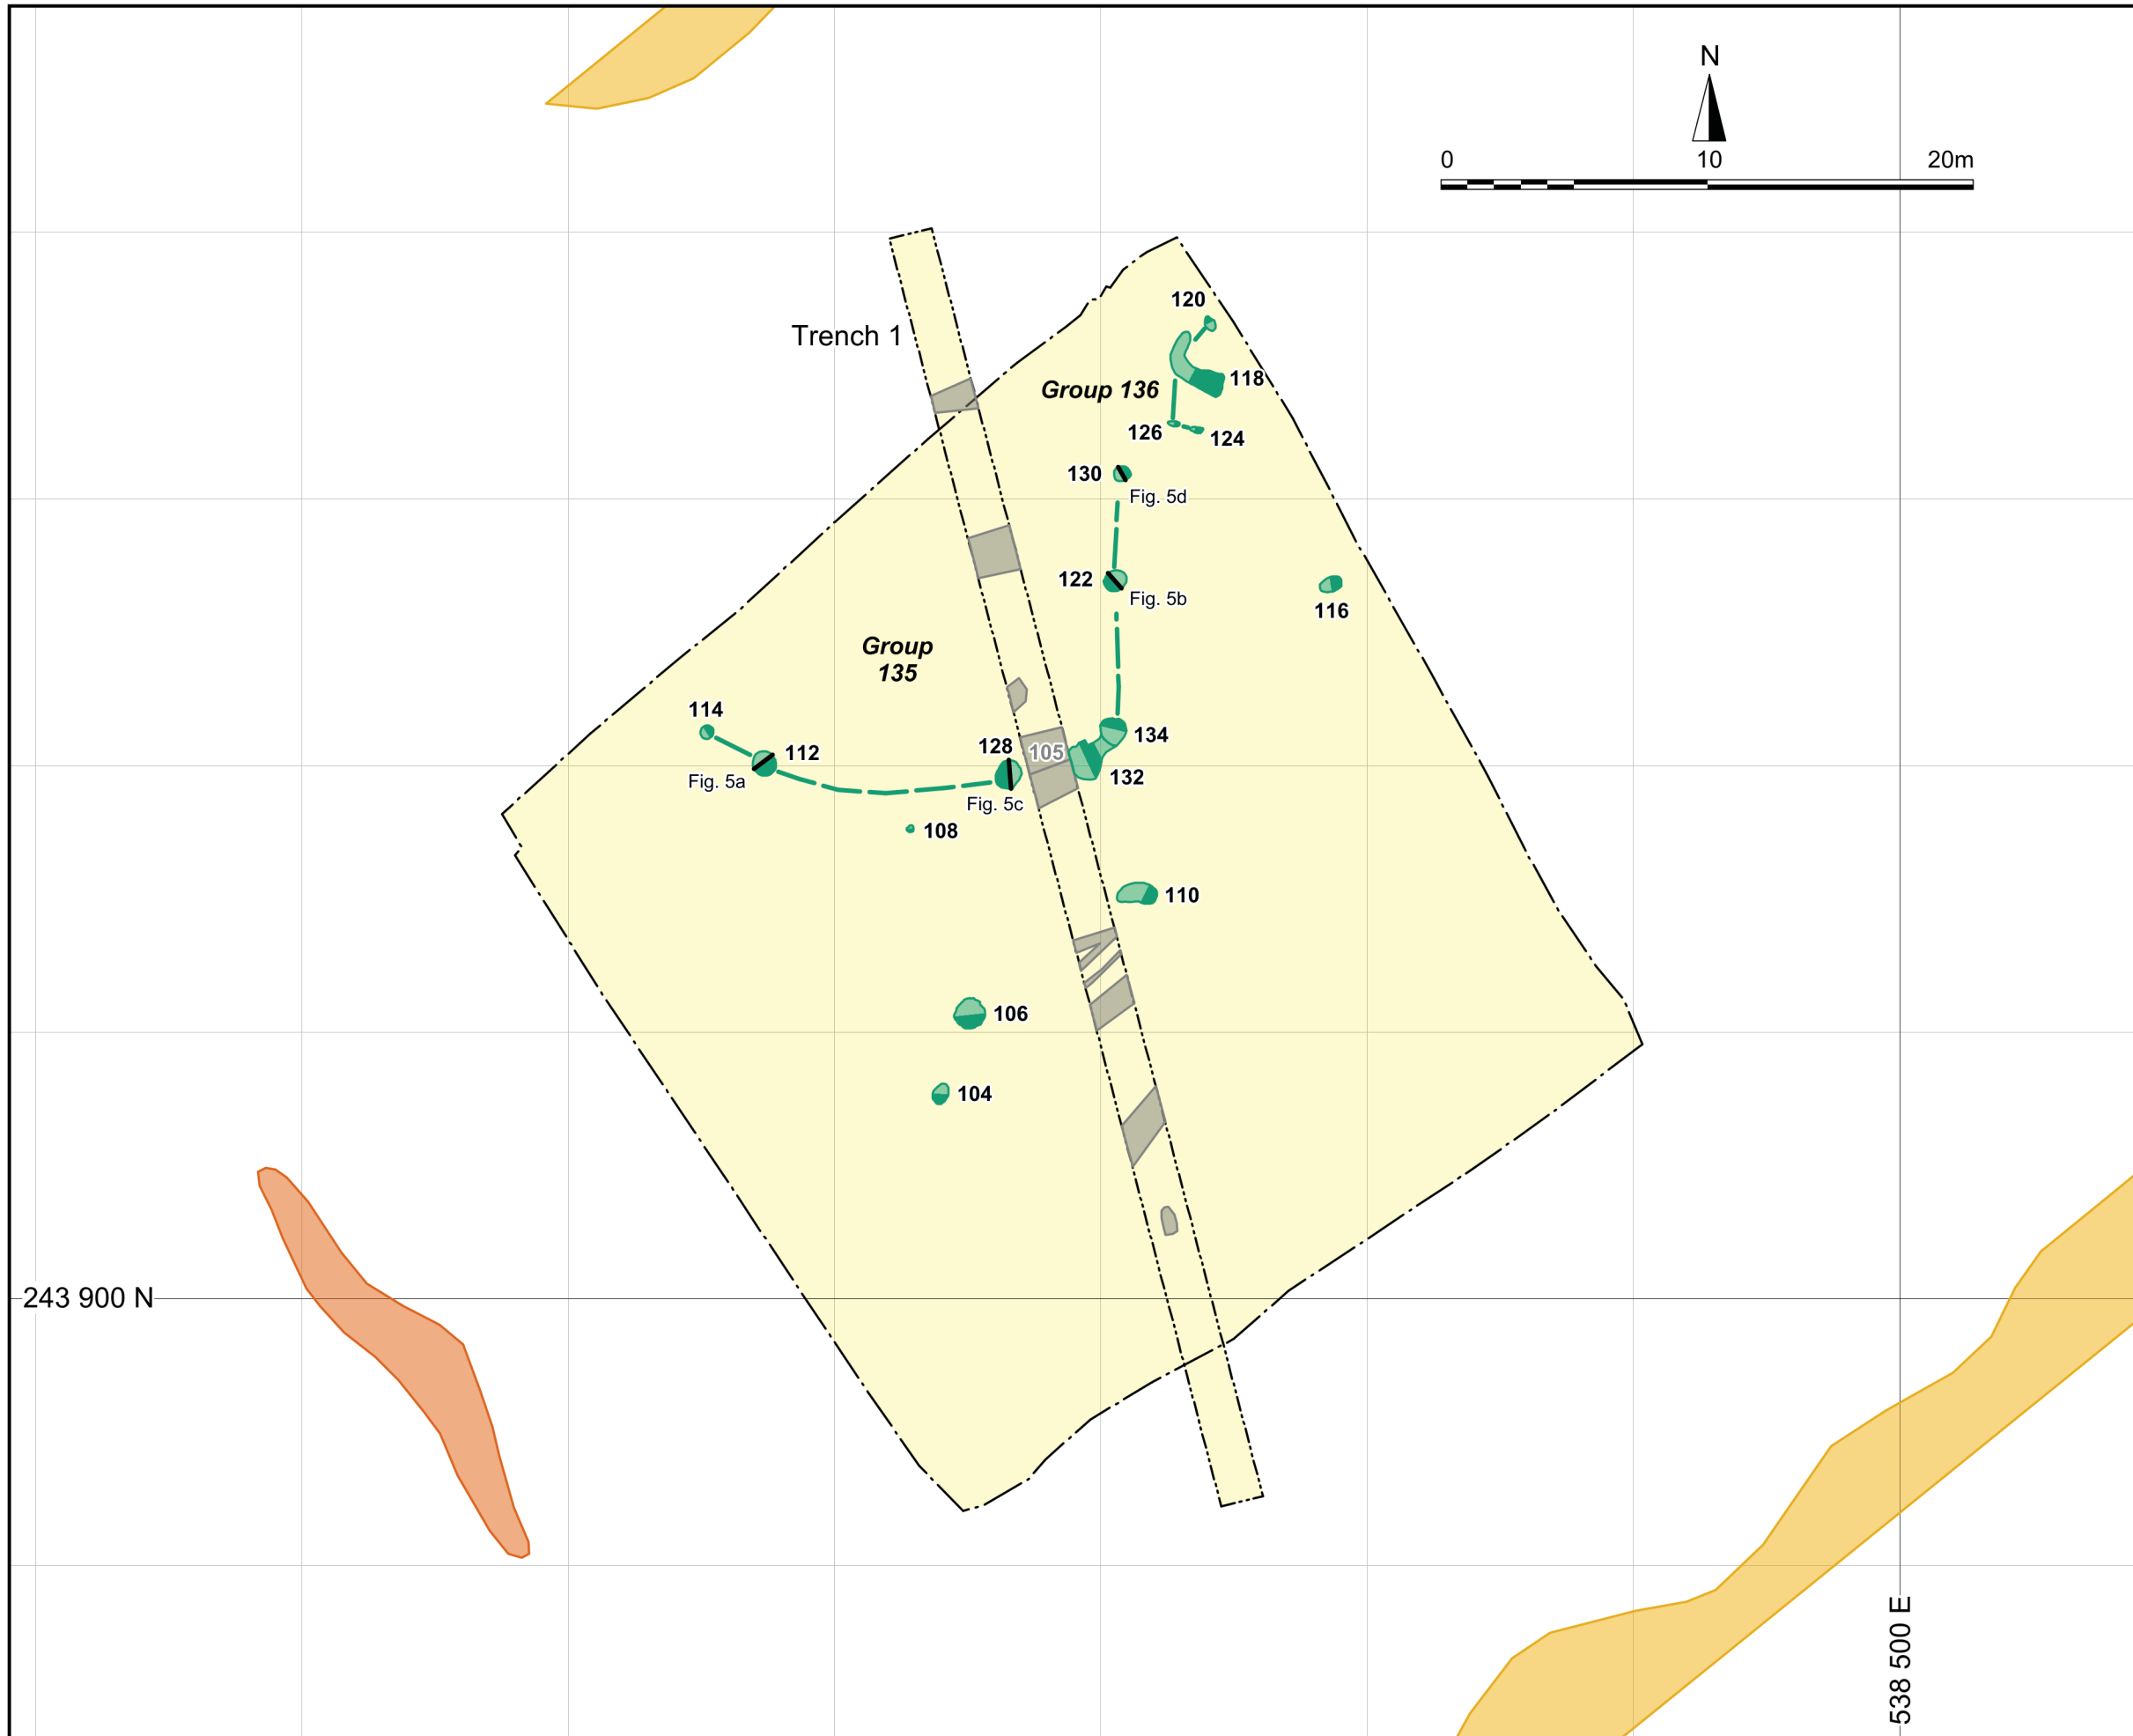 N
0 10 20m
Trench 1
120
118
Group 136
126
124
130
Fig. 5d
122
Fig. 5b
116
Group
135
114
112
Fig. 5a
128
105
134
132
Fig. 5c
108
110
106
104
243 900 N
538 500 E